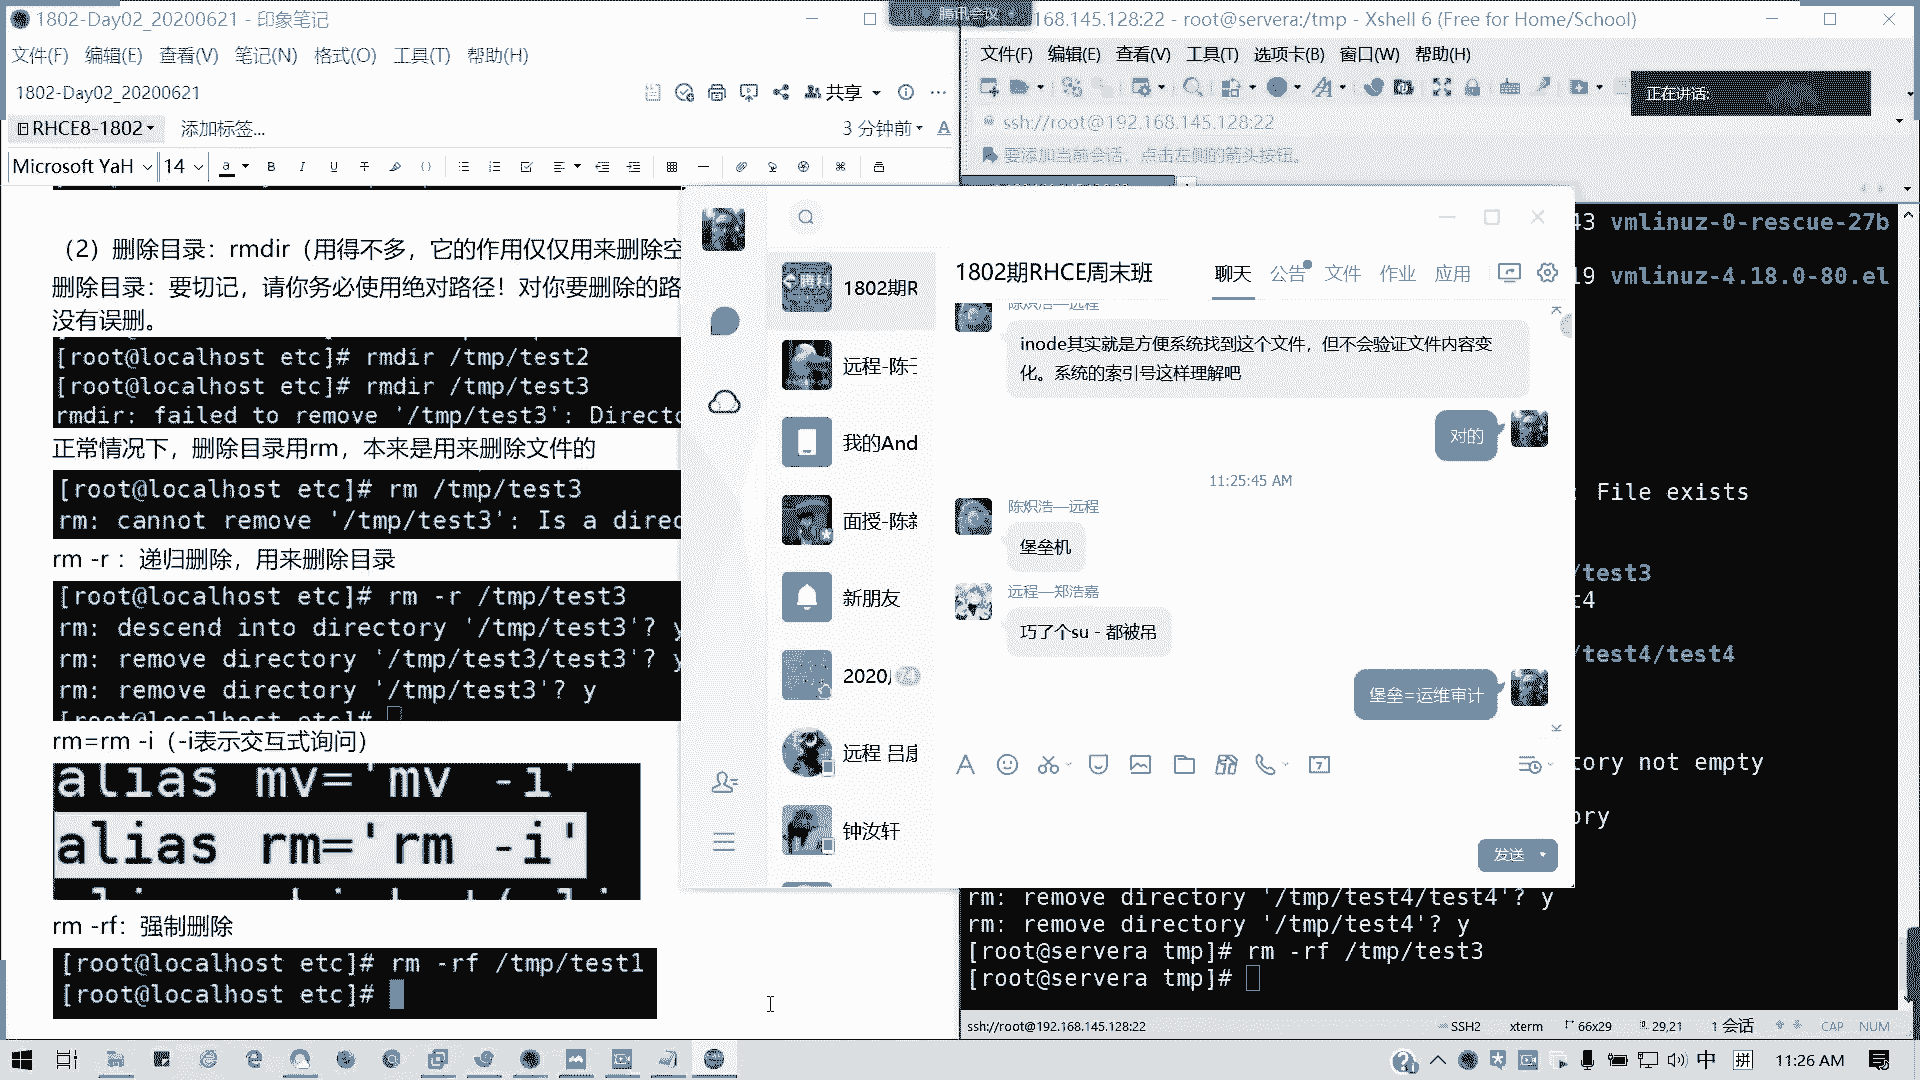 1802-Day02_20200621 - 印象笔记
文件(F) 编辑(E) 查看(V) 笔记(N) 格式(O) 工具(T) 帮助(H)
1802-Day02_20200621
共享
RHCE8-1802
添加标签...
3 分钟前
Microsoft YaH
14
（2）删除目录：rmdir（用得不多，它的作用仅仅用来删除空
删除目录：要切记，请你务必使用绝对路径！对你要删除的路
没有误删。
[root@localhost etc]# rmdir /tmp/test2
[root@localhost etc]# rmdir /tmp/test3
rmdir: failed to remove '/tmp/test3': Directo
正常情况下，删除目录用rm，本来是用来删除文件的
[root@localhost etc]# rm /tmp/test3
rm: cannot remove '/tmp/test3': Is a direc
rm -r ：递归删除，用来删除目录
[root@localhost etc]# rm -r /tmp/test3
rm: descend into directory '/tmp/test3'? y
rm: remove directory '/tmp/test3/test3'? y
rm: remove directory '/tmp/test3'? y
[root@localhost etc]#
rm=rm -i（-i表示交互式询问）
alias mv='mv -i'
alias rm='rm -i'
rm -rf：强制删除
[root@localhost etc]# rm -rf /tmp/test1
[root@localhost etc]#
腾讯会议
168.145.128:22 - root@servera:/tmp - Xshell 6 (Free for Home/School)
文件(F) 编辑(E) 查看(V) 工具(T) 选项卡(B) 窗口(W) 帮助(H)
正在讲话:
ssh://root@192.168.145.128:22
要添加当前会话，点击左侧的箭头按钮。
43 vmlinuz-0-rescue-27b
19 vmlinuz-4.18.0-80.el
: File exists
/test3
t4
/test4/test4
tory not empty
ory
rm: remove directory '/tmp/test4/test4'? y
rm: remove directory '/tmp/test4'? y
[root@servera tmp]# rm -rf /tmp/test3
[root@servera tmp]#
ssh://root@192.168.145.128:22
SSH2 xterm 66x29 29,21 1 会话 CAP NUM
1802期R
远程-陈
我的And
面授-陈
新朋友
2020
74
远程 吕
钟汝轩
1802期RHCE周末班
聊天 公告 文件 作业 应用
陈炽浩—远程
inode其实就是方便系统找到这个文件，但不会验证文件内容变
化。系统的索引号这样理解吧
对的
11:25:45 AM
陈炽浩—远程
堡垒机
远程—郑浩嘉
巧了个su - 都被吊
堡垒=运维审计
发送
中
拼
11:26 AM